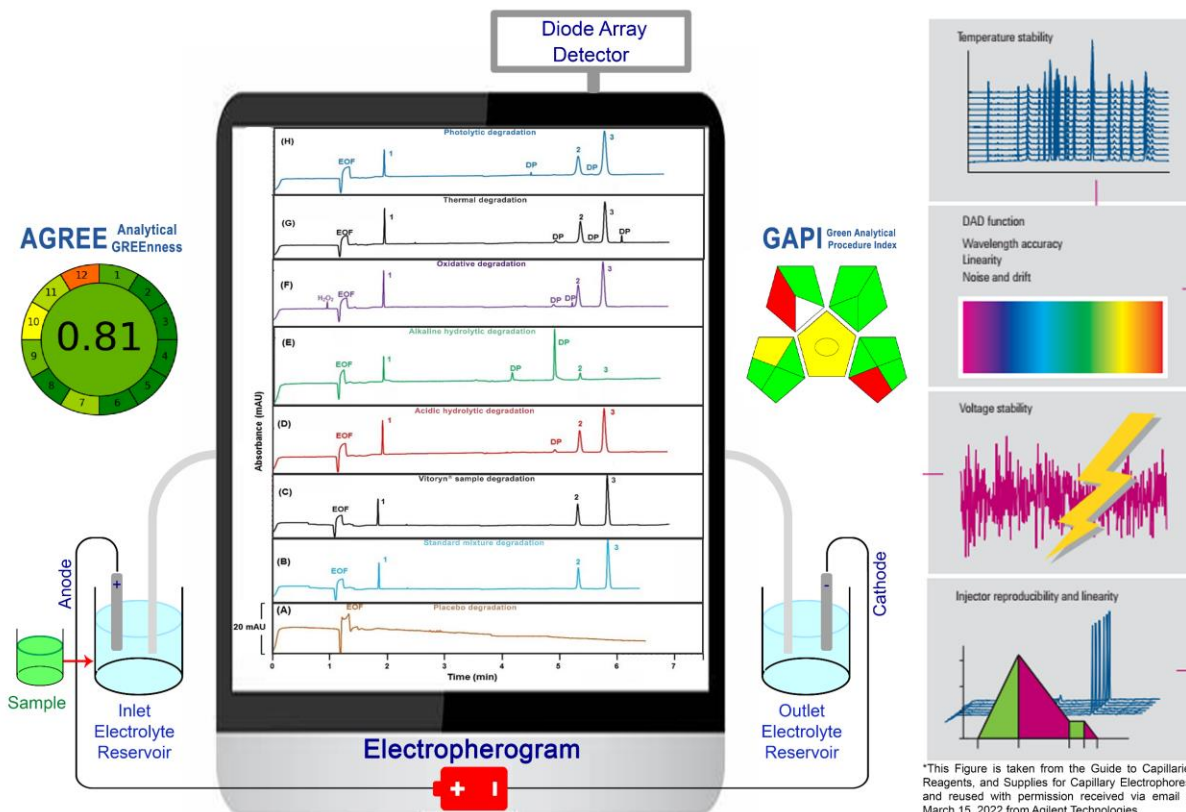 Diode Array
Detector
AGREE Analytical
GREEnness
12 1 2 3 4 5 6 7 8 9 10 11
0.81
Absorbance (mAU)
(H) Photolytic degradation
EOF 1 DP 2 DP 3
(G) Thermal degradation
EOF 1 DP 2 DP 3 DP
(F) Oxidative degradation
H₂O₂ EOF 1 DP DP 2 3
(E) Alkaline hydrolytic degradation
EOF 1 DP DP 2 3
(D) Acidic hydrolytic degradation
EOF 1 DP 2 3
(C) Vitoryn® sample degradation
EOF 1 2 3
(B) Standard mixture degradation
EOF 1 2 3
(A) Placebo degradation
EOF
20 mAU
0 1 2 3 4 5 6 7
Time (min)
GAPI Green Analytical
Procedure Index
Anode
+
Sample
Inlet
Electrolyte
Reservoir
Electropherogram
+ I
Cathode
-
Outlet
Electrolyte
Reservoir
Temperature stability
DAD function
Wavelength accuracy
Linearity
Noise and drift
Voltage stability
Injector reproducibility and linearity
*This Figure is taken from the Guide to Capillarie
Reagents, and Supplies for Capillary Electrophore
and reused with permission received via email
March 15, 2022 from Agilent Technologies